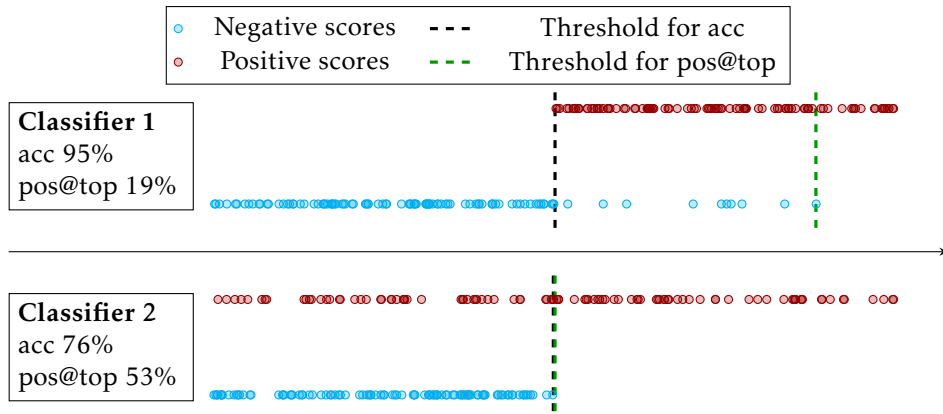 Negative scores Threshold for acc
Positive scores Threshold for pos@top
Classifier 1
acc 95%
pos@top 19%
Classifier 2
acc 76%
pos@top 53%